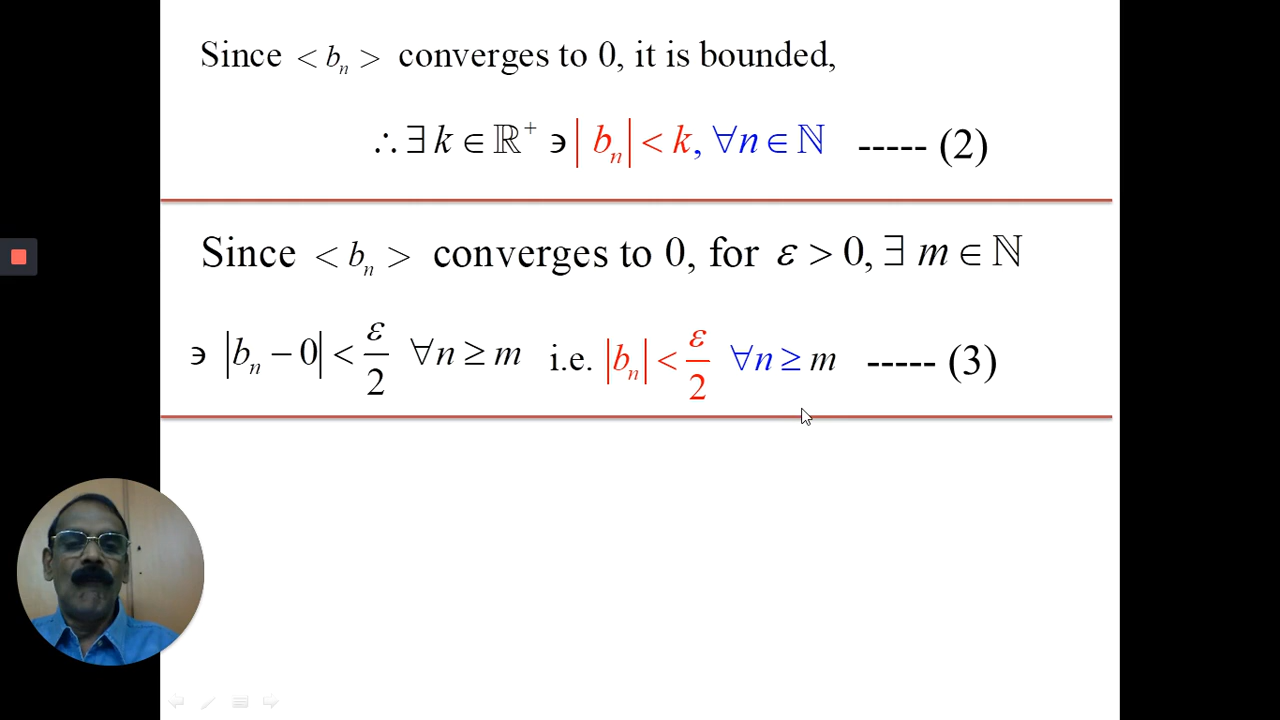 Since < bₙ > converges to 0, it is bounded,
∴ ∃ k ∈ ℝ⁺ ∍ | bₙ | < k, ∀n ∈ ℕ ----- (2)
Since < bₙ > converges to 0, for ε > 0, ∃ m ∈ ℕ
∍ |bₙ − 0| < ε/2 ∀n ≥ m i.e. |bₙ| < ε/2 ∀n ≥ m ----- (3)